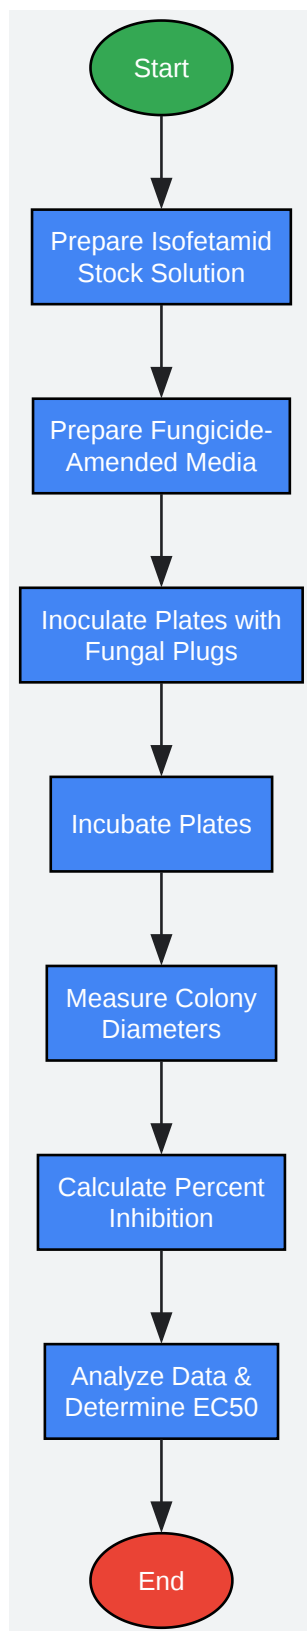 Start
Prepare Isofetamid
Stock Solution
Prepare Fungicide-
Amended Media
Inoculate Plates with
Fungal Plugs
Incubate Plates
Measure Colony
Diameters
Calculate Percent
Inhibition
Analyze Data &
Determine EC50
End